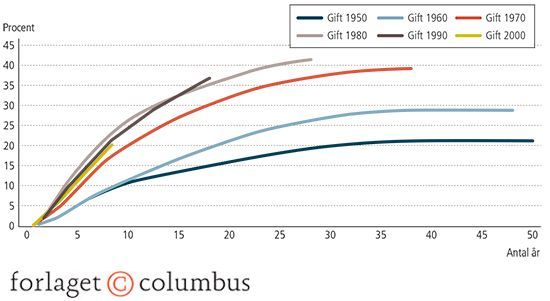 Procent
Gift 1950 Gift 1960 Gift 1970
Gift 1980 Gift 1990 Gift 2000
45
40
35
30
25
20
15
10
5
0
0 5 10 15 20 25 30 35 40 45 50
Antal år
forlaget © columbus